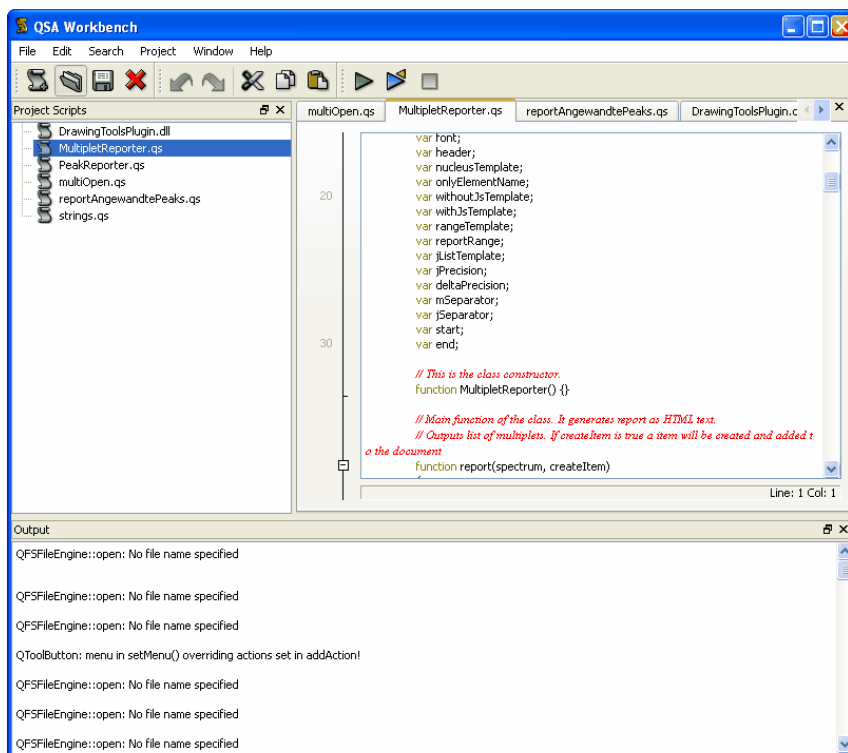 QSA Workbench
File Edit Search Project Window Help
Project Scripts
DrawingToolsPlugin.dll
MultipletReporter.qs
PeakReporter.qs
multiOpen.qs
reportAngewandtePeaks.qs
strings.qs
multiOpen.qs MultipletReporter.qs reportAngewandtePeaks.qs DrawingToolsPlugin.c
var font;
var header;
var nucleusTemplate;
var onlyElementName;
20 var withoutJsTemplate;
var withJsTemplate;
var rangeTemplate;
var reportRange;
var jListTemplate;
var jPrecision;
var deltaPrecision;
var mSeparator;
var jSeparator;
var start;
30 var end;
// This is the class constructor.
function MultipletReporter() {}
// Main function of the class. It generates report as HTML text.
// Outputs list of multiplets. If createItem is true a item will be created and added t
o the document
function report(spectrum, createItem)
Line: 1 Col: 1
Output
QFSFileEngine::open: No file name specified
QFSFileEngine::open: No file name specified
QFSFileEngine::open: No file name specified
QToolButton: menu in setMenu() overriding actions set in addAction!
QFSFileEngine::open: No file name specified
QFSFileEngine::open: No file name specified
QFSFileEngine::open: No file name specified